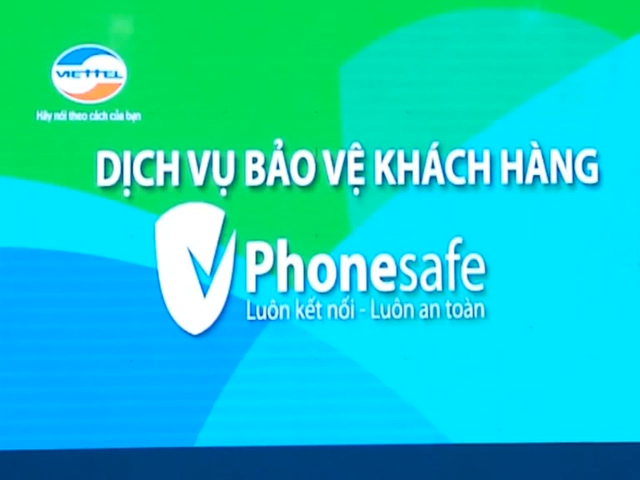 VIETTEL
Hãy nói theo cách của bạn
DỊCH VỤ BẢO VỆ KHÁCH HÀNG
Phonesafe
Luôn kết nối - Luôn an toàn